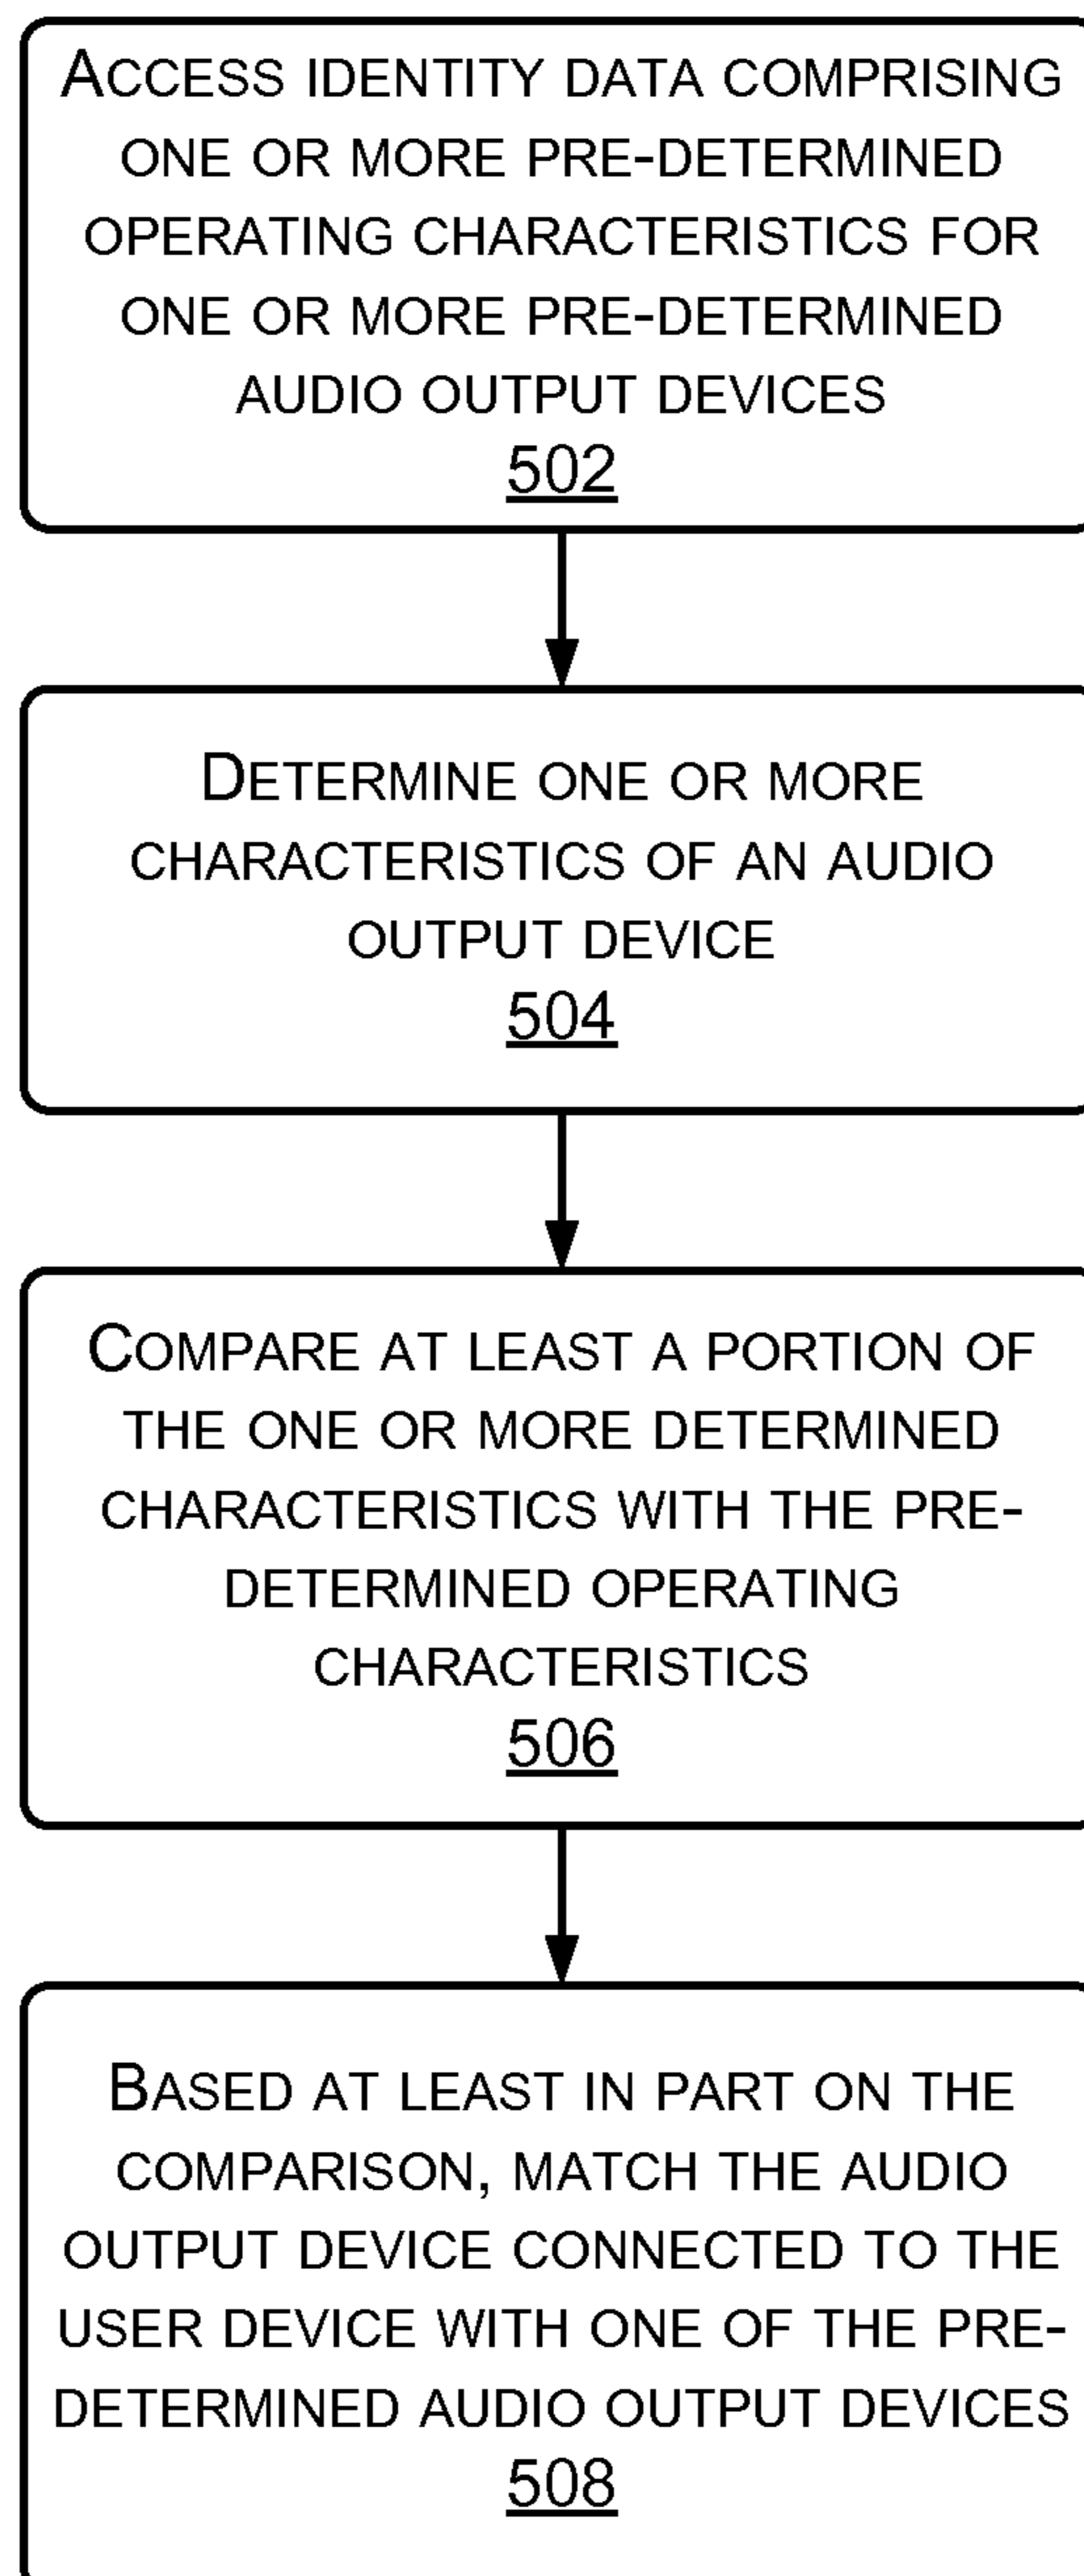 ACCESS IDENTITY DATA COMPRISING
ONE OR MORE PRE-DETERMINED
OPERATING CHARACTERISTICS FOR
ONE OR MORE PRE-DETERMINED
AUDIO OUTPUT DEVICES
502
DETERMINE ONE OR MORE
CHARACTERISTICS OF AN AUDIO
OUTPUT DEVICE
504
COMPARE AT LEAST A PORTION OF
THE ONE OR MORE DETERMINED
CHARACTERISTICS WITH THE PRE-
DETERMINED OPERATING
CHARACTERISTICS
506
BASED AT LEAST IN PART ON THE
COMPARISON, MATCH THE AUDIO
OUTPUT DEVICE CONNECTED TO THE
USER DEVICE WITH ONE OF THE PRE-
DETERMINED AUDIO OUTPUT DEVICES
508